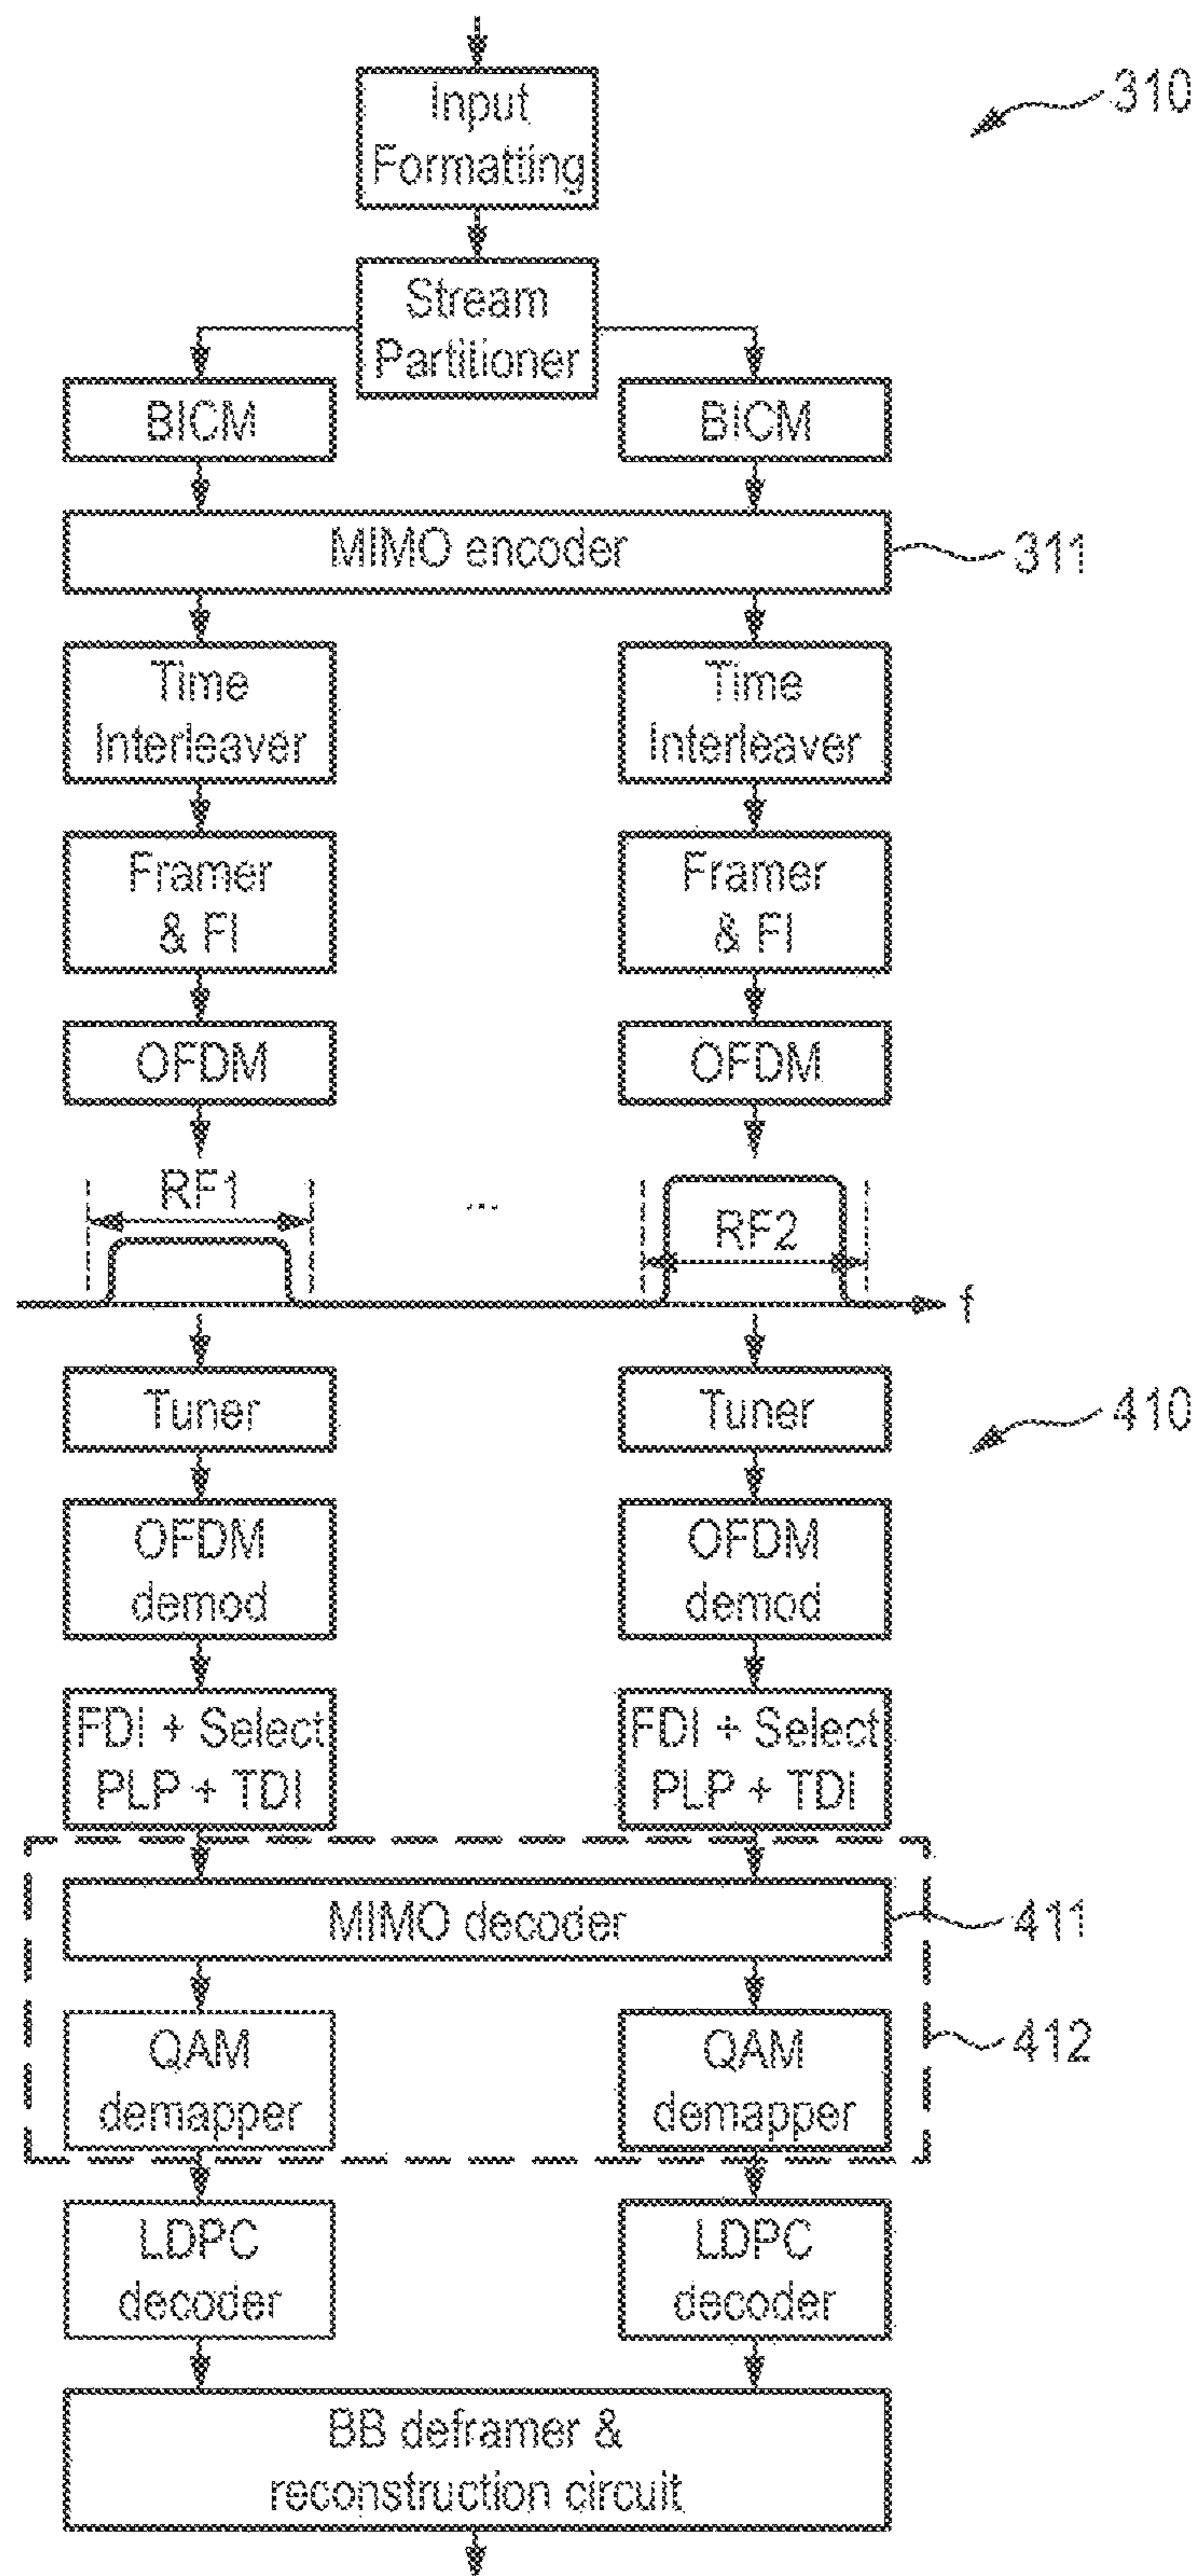 Input
Formatting
310
Stream
Partitioner
BICM
BICM
MIMO encoder
311
Time
Interleaver
Time
Interleaver
Framer
& FI
Framer
& FI
OFDM
OFDM
RF1
...
RF2
f
Tuner
Tuner
410
OFDM
demod
OFDM
demod
FDI + Select
PLP + TDI
FDI + Select
PLP + TDI
MIMO decoder
411
QAM
demapper
QAM
demapper
412
LDPC
decoder
LDPC
decoder
BB deframer &
reconstruction circuit